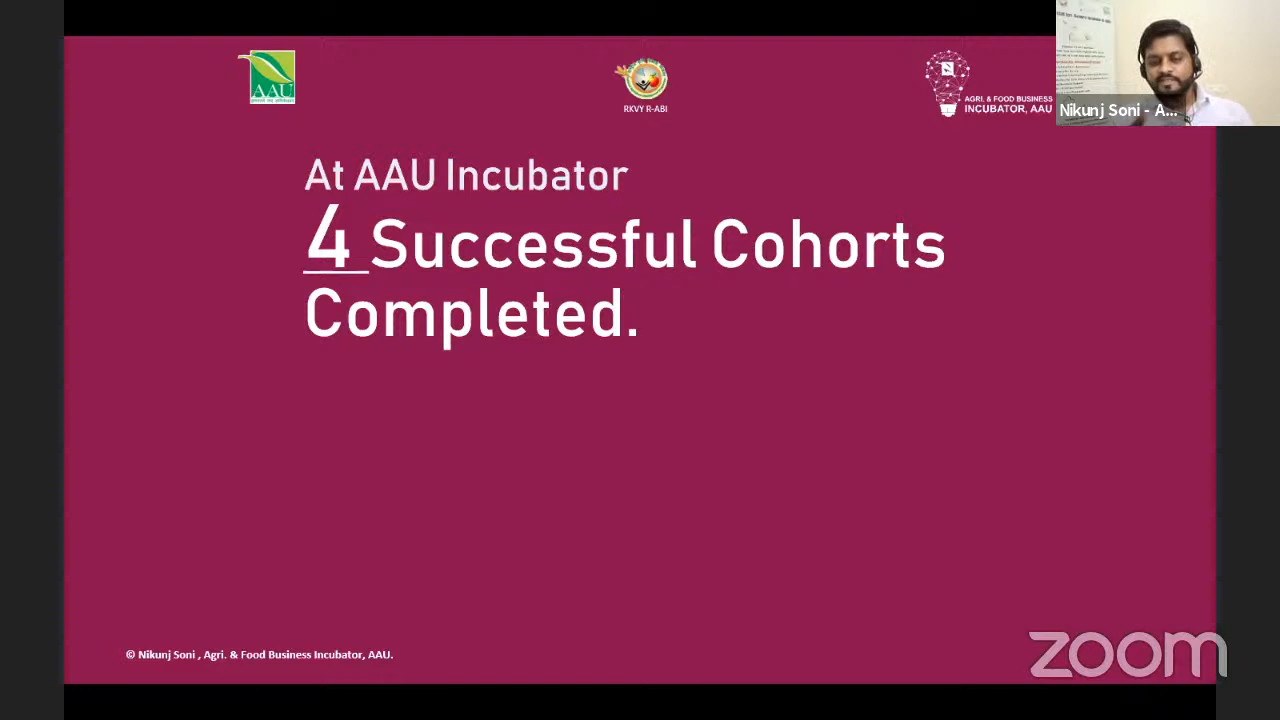 AAU
RKVY R-ABI
AGRI. & FOOD BUSINESS
INCUBATOR, AAU
Nikunj Soni - A...
At AAU Incubator
4 Successful Cohorts
Completed.
© Nikunj Soni , Agri. & Food Business Incubator, AAU.
zoom